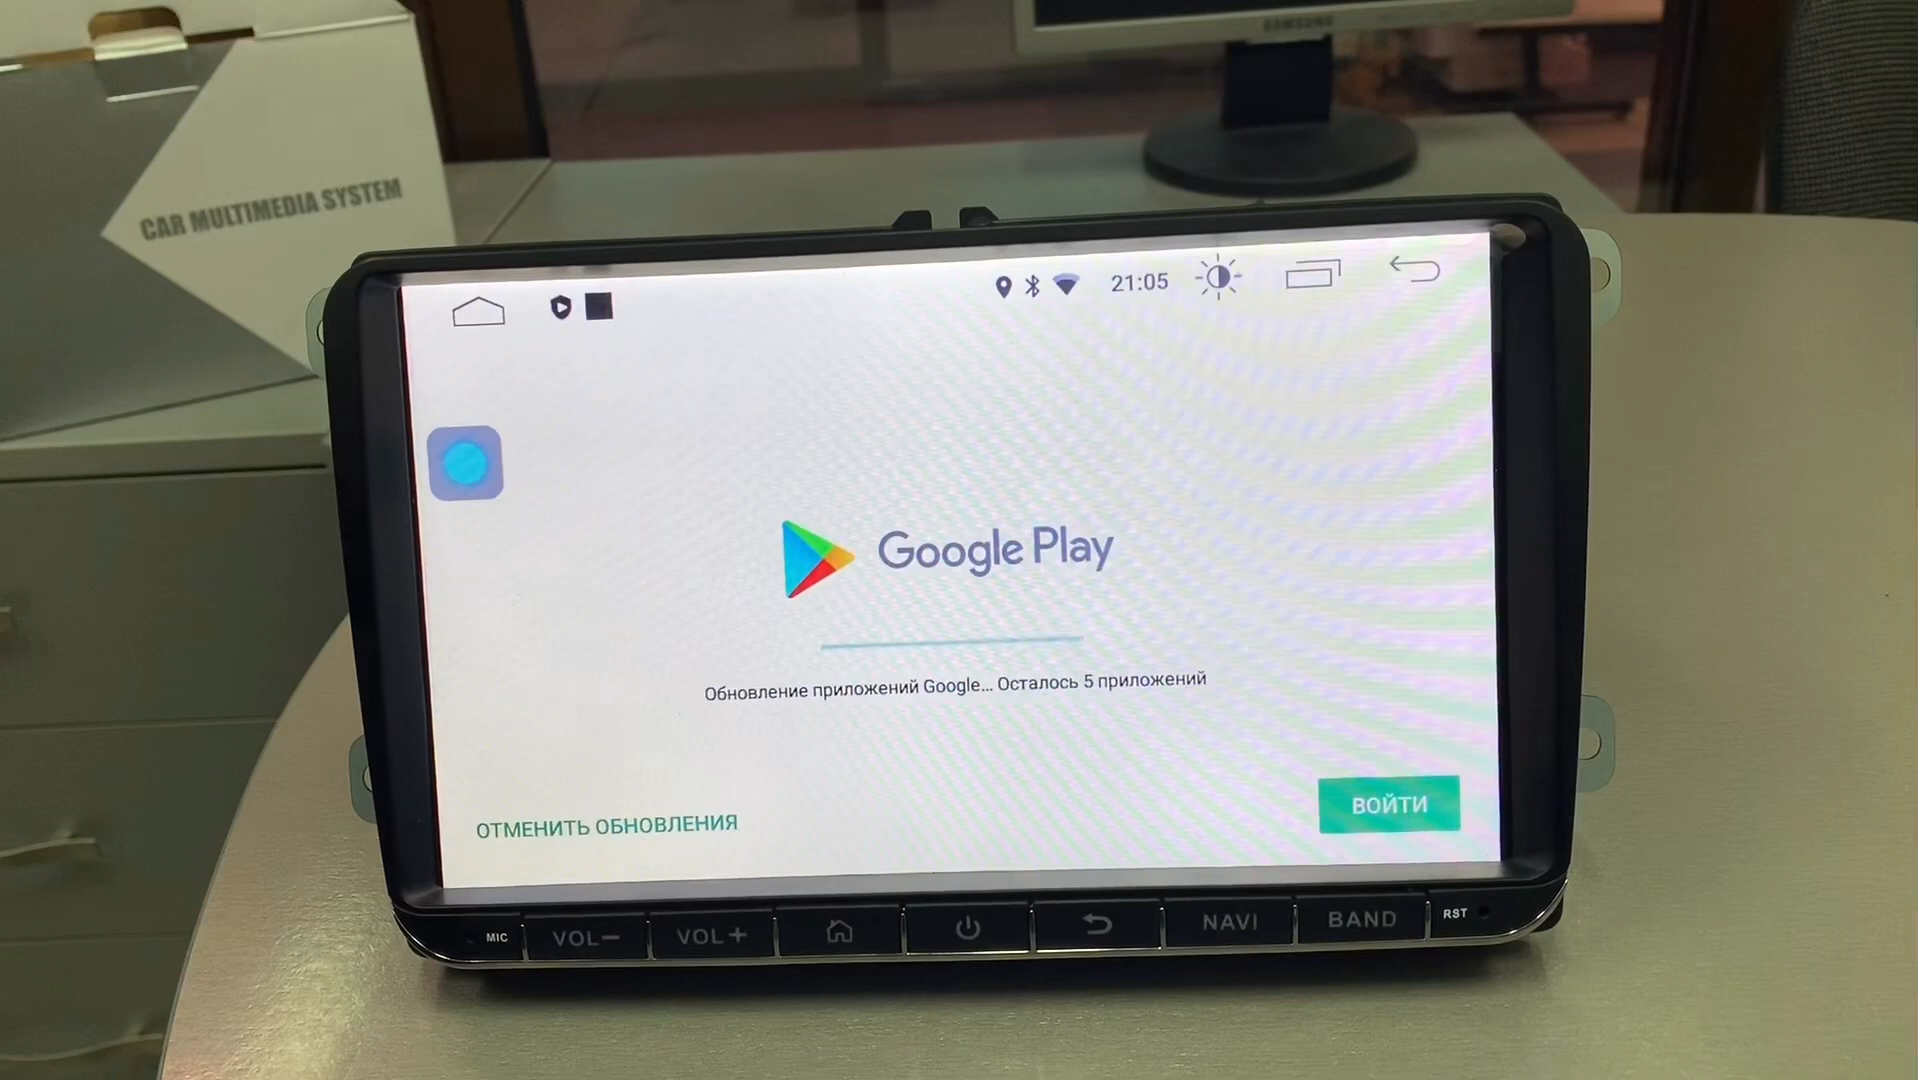 SAMSUNG
CAR MULTIMEDIA SYSTEM
21:05
Google Play
Обновление приложений Google... Осталось 5 приложений
ОТМЕНИТЬ ОБНОВЛЕНИЯ
ВОЙТИ
MIC
VOL−
VOL+
NAVI
BAND
RST